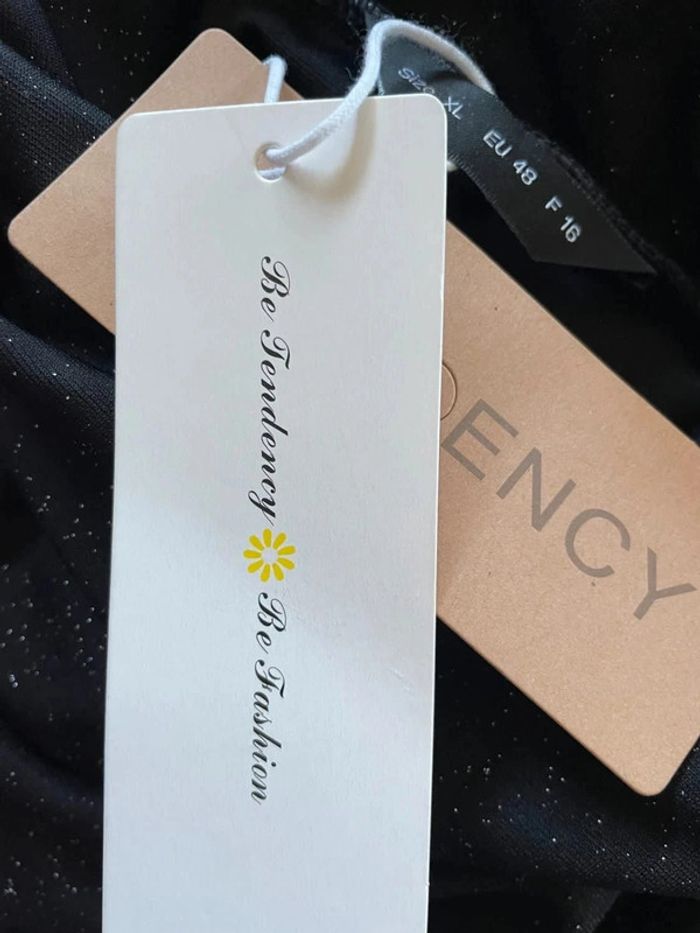 Size XL EU 48 F 16
Be Tendency Be Fashion
ENCY